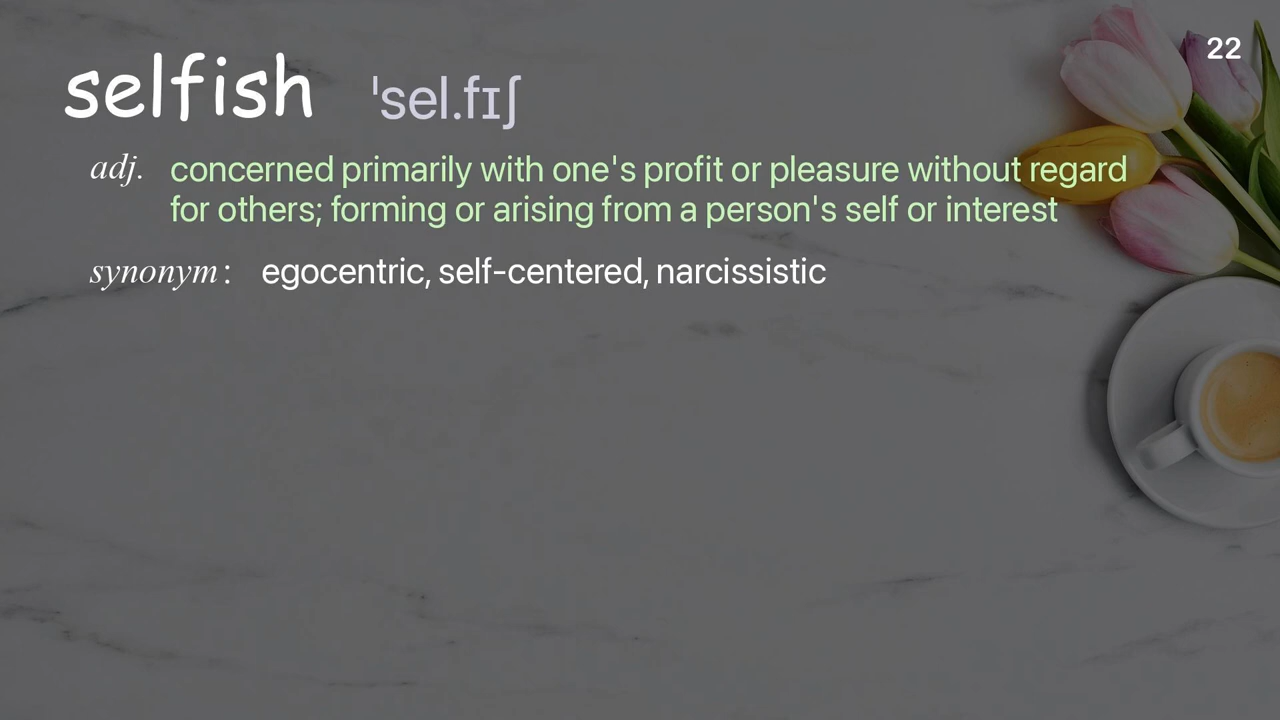 22
selfish ˈsel.fɪʃ
adj. concerned primarily with one's profit or pleasure without regard
for others; forming or arising from a person's self or interest
synonym: egocentric, self-centered, narcissistic